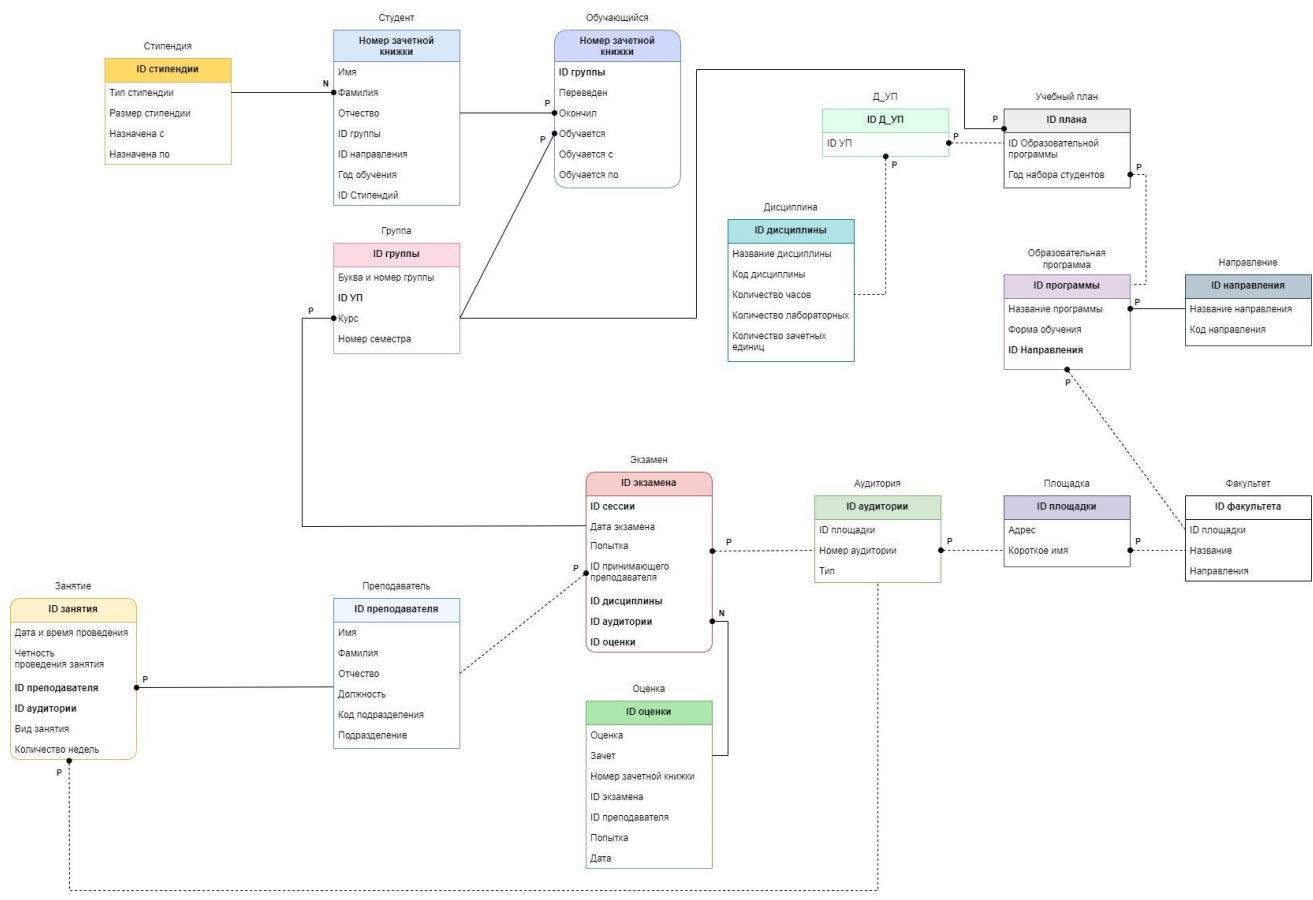 Стипендия
ID стипендии
Тип стипендии
Размер стипендии
Назначена с
Назначена по
N
Студент
Номер зачетной
книжки
Имя
Фамилия
Отчество
ID группы
ID направления
Год обучения
ID Стипендий
Обучающийся
Номер зачетной
книжки
ID группы
Переведен
Окончил
Обучается
Обучается с
Обучается по
P
P
Группа
ID группы
Буква и номер группы
ID УП
Курс
Номер семестра
P
Д_УП
ID Д_УП
ID УП
P
P
Учебный план
ID плана
ID Образовательной
программы
Год набора студентов
P
P
Дисциплина
ID дисциплины
Название дисциплины
Код дисциплины
Количество часов
Количество лабораторных
Количество зачетных
единиц
Образовательная
программа
ID программы
Название программы
Форма обучения
ID Направления
P
P
Направление
ID направления
Название направления
Код направления
Экзамен
ID экзамена
ID сессии
Дата экзамена
Попытка
ID принимающего
преподавателя
ID дисциплины
ID аудитории
ID оценки
P
P
N
Аудитория
ID аудитории
ID площадки
Номер аудитории
Тип
P
Площадка
ID площадки
Адрес
Короткое имя
P
Факультет
ID факультета
ID площадки
Название
Направления
Занятие
ID занятия
Дата и время проведения
Четность
проведения занятия
ID преподавателя
ID аудитории
Вид занятия
Количество недель
P
P
Преподаватель
ID преподавателя
Имя
Фамилия
Отчество
Должность
Код подразделения
Подразделение
Оценка
ID оценки
Оценка
Зачет
Номер зачетной книжки
ID экзамена
ID преподавателя
Попытка
Дата